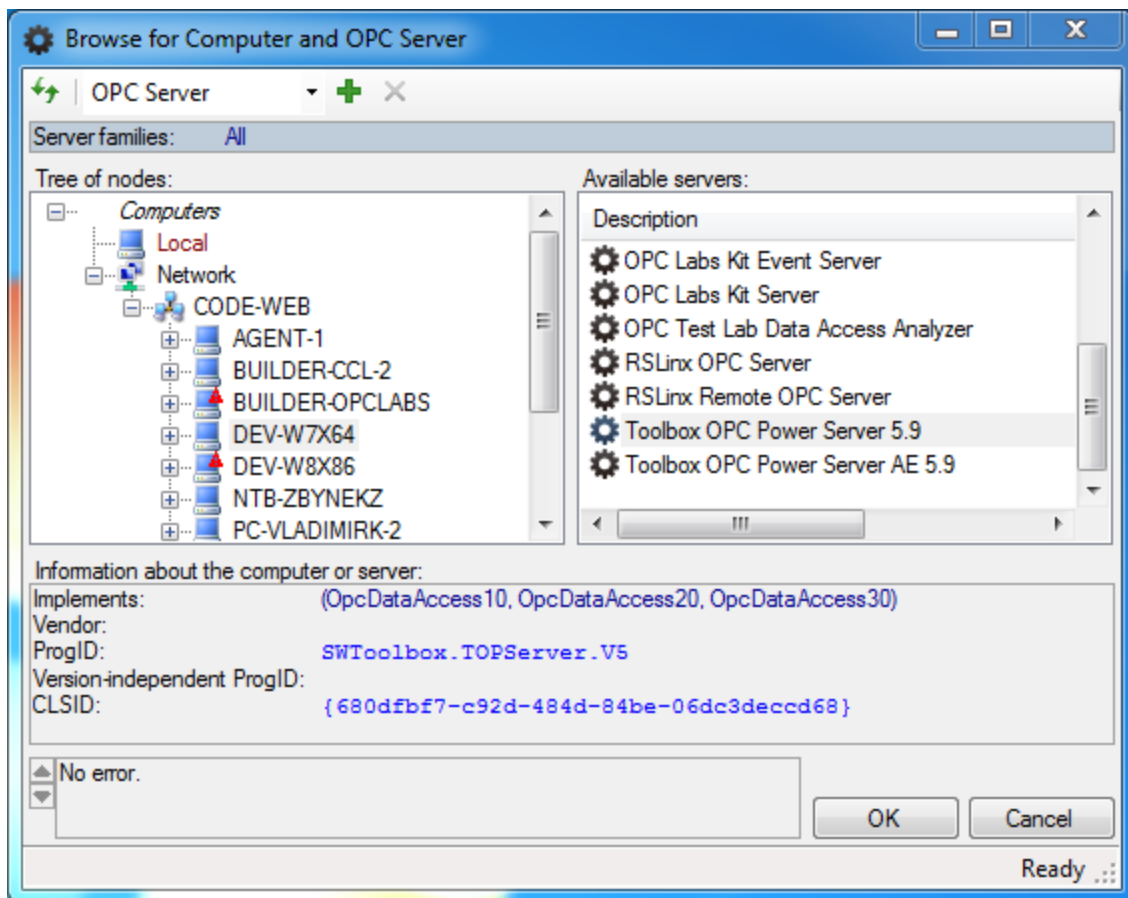 Browse for Computer and OPC Server
OPC Server
Server families: All
Tree of nodes:
Computers
Local
Network
CODE-WEB
AGENT-1
BUILDER-CCL-2
BUILDER-OPCLABS
DEV-W7X64
DEV-W8X86
NTB-ZBYNEKZ
PC-VLADIMIRK-2
Available servers:
Description
OPC Labs Kit Event Server
OPC Labs Kit Server
OPC Test Lab Data Access Analyzer
RSLinx OPC Server
RSLinx Remote OPC Server
Toolbox OPC Power Server 5.9
Toolbox OPC Power Server AE 5.9
Information about the computer or server:
Implements: (OpcDataAccess10, OpcDataAccess20, OpcDataAccess30)
Vendor:
ProgID: SWToolbox.TOPServer.V5
Version-independent ProgID:
CLSID: {680dfbf7-c92d-484d-84be-06dc3deccd68}
No error.
OK Cancel
Ready